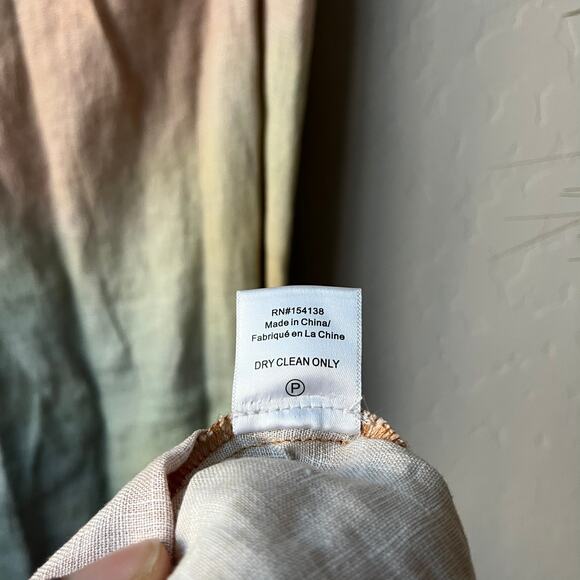 RN#154138
Made in China/
Fabriqué en La Chine
DRY CLEAN ONLY
P